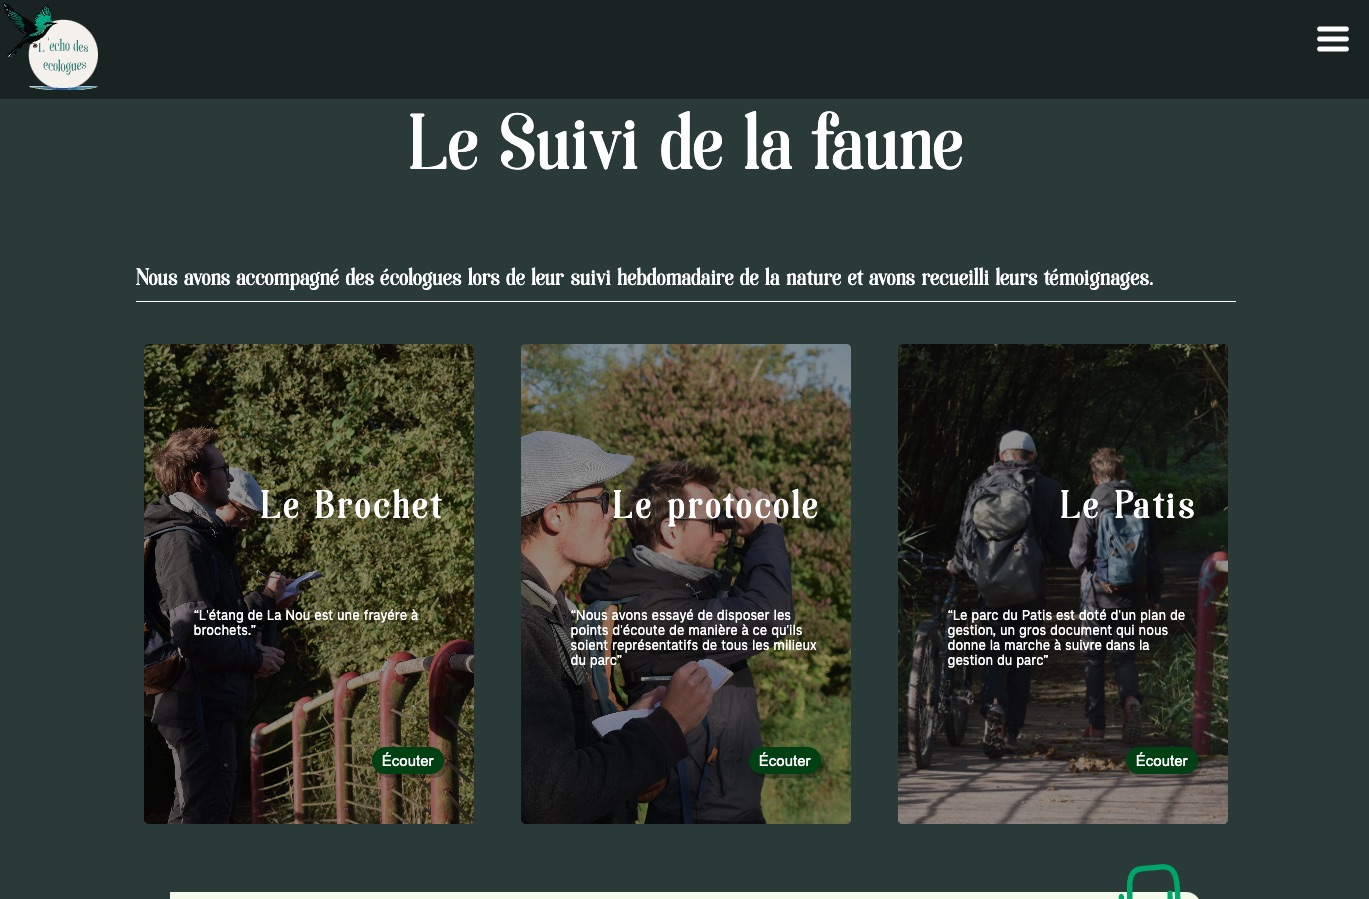 L'echo des
ecologues
Le Suivi de la faune
Nous avons accompagné des écologues lors de leur suivi hebdomadaire de la nature et avons recueilli leurs témoignages.
Le Brochet
“L'étang de La Nou est une frayére à
brochets.”
Écouter
Le protocole
“Nous avons essayé de disposer les
points d'écoute de manière à ce qu'ils
soient représentatifs de tous les milieux
du parc”
Écouter
Le Patis
“Le parc du Patis est doté d'un plan de
gestion, un gros document qui nous
donne la marche à suivre dans la
gestion du parc”
Écouter